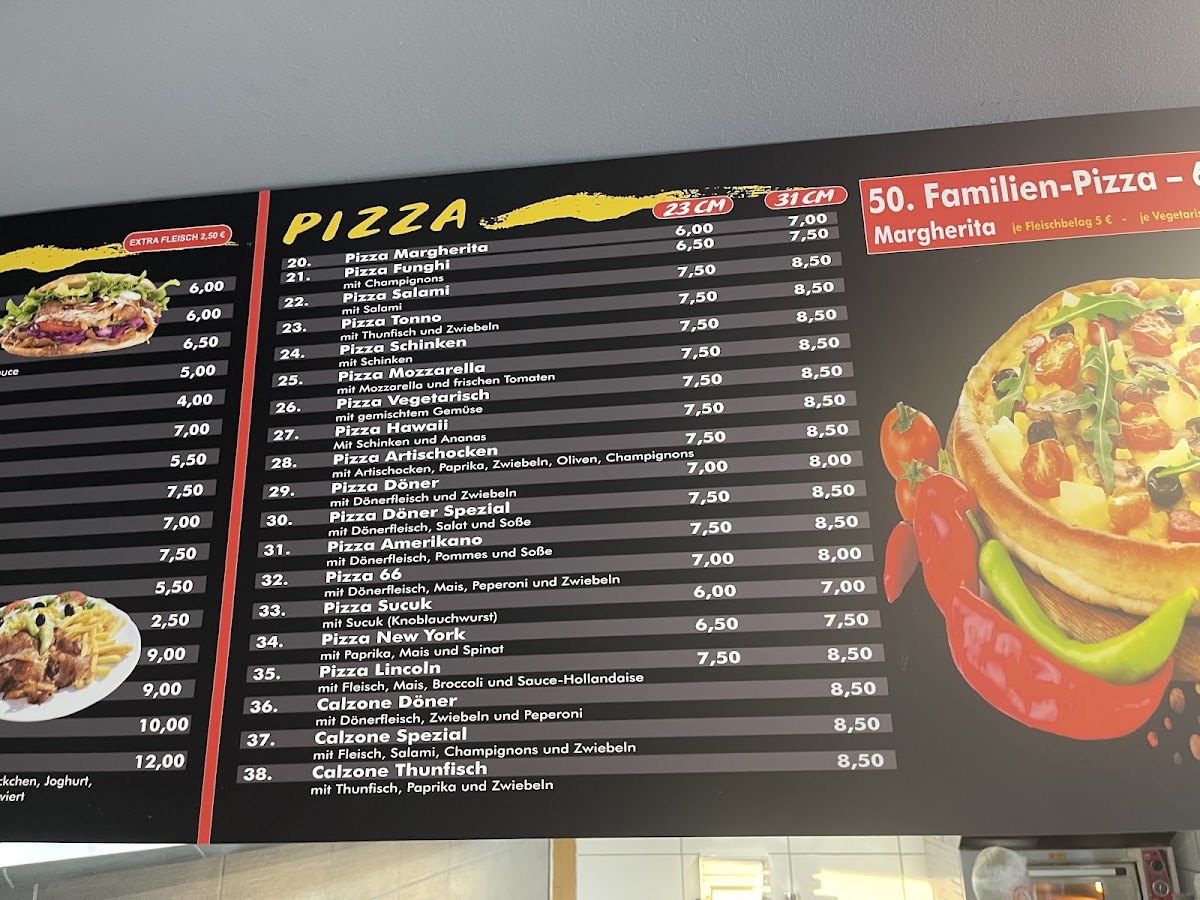 EXTRA FLEISCH 2,50 €
6,00
6,00
6,50
5,00
4,00
7,00
5,50
7,50
7,00
7,50
5,50
2,50
9,00
9,00
10,00
12,00
PIZZA 23 CM 31 CM
20. Pizza Margherita 6,00 7,00
21. Pizza Funghi 6,50 7,50
mit Champignons
22. Pizza Salami 7,50 8,50
mit Salami
23. Pizza Tonno 7,50 8,50
mit Thunfisch und Zwiebeln
24. Pizza Schinken 7,50 8,50
mit Schinken
25. Pizza Mozzarella 7,50 8,50
mit Mozzarella und frischen Tomaten
26. Pizza Vegetarisch 7,50 8,50
mit gemischtem Gemüse
27. Pizza Hawaii 7,50 8,50
Mit Schinken und Ananas
28. Pizza Artischocken 7,50 8,50
mit Artischocken, Paprika, Zwiebeln, Oliven, Champignons
29. Pizza Döner 7,00 8,00
mit Dönerfleisch und Zwiebeln
30. Pizza Döner Spezial 7,50 8,50
mit Dönerfleisch, Salat und Soße
31. Pizza Amerikano 7,50 8,50
mit Dönerfleisch, Pommes und Soße
32. Pizza 66 7,00 8,00
mit Dönerfleisch, Mais, Peperoni und Zwiebeln
33. Pizza Sucuk 6,00 7,00
mit Sucuk (Knoblauchwurst)
34. Pizza New York 6,50 7,50
mit Paprika, Mais und Spinat
35. Pizza Lincoln 7,50 8,50
mit Fleisch, Mais, Broccoli und Sauce-Hollandaise
36. Calzone Döner 8,50
mit Dönerfleisch, Zwiebeln und Peperoni
37. Calzone Spezial 8,50
mit Fleisch, Salami, Champignons und Zwiebeln
38. Calzone Thunfisch 8,50
mit Thunfisch, Paprika und Zwiebeln
50. Familien-Pizza –
Margherita je Fleischbelag 5 € - je